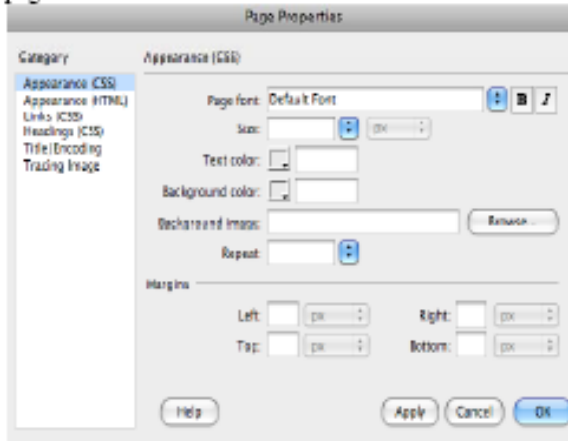 Page Properties
Category
Appearance (CSS)
Appearance (HTML)
Links (CSS)
Headings (CSS)
Title/Encoding
Tracing Image
Appearance (CSS)
Page font: Default Font B I
Size: px
Text color:
Background color:
Background image: Browse...
Repeat:
Margins
Left: px Right: px
Top: px Bottom: px
Help Apply Cancel OK